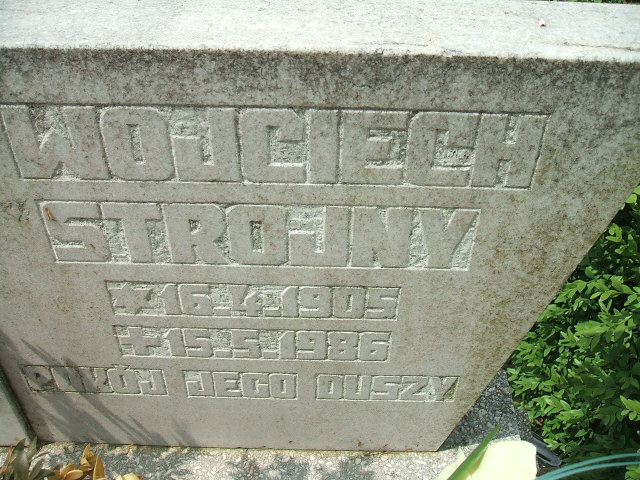 WOJCIECH
STROJNY
★16.4.1905
✝15.5.1986
POKÓJ JEGO DUSZY